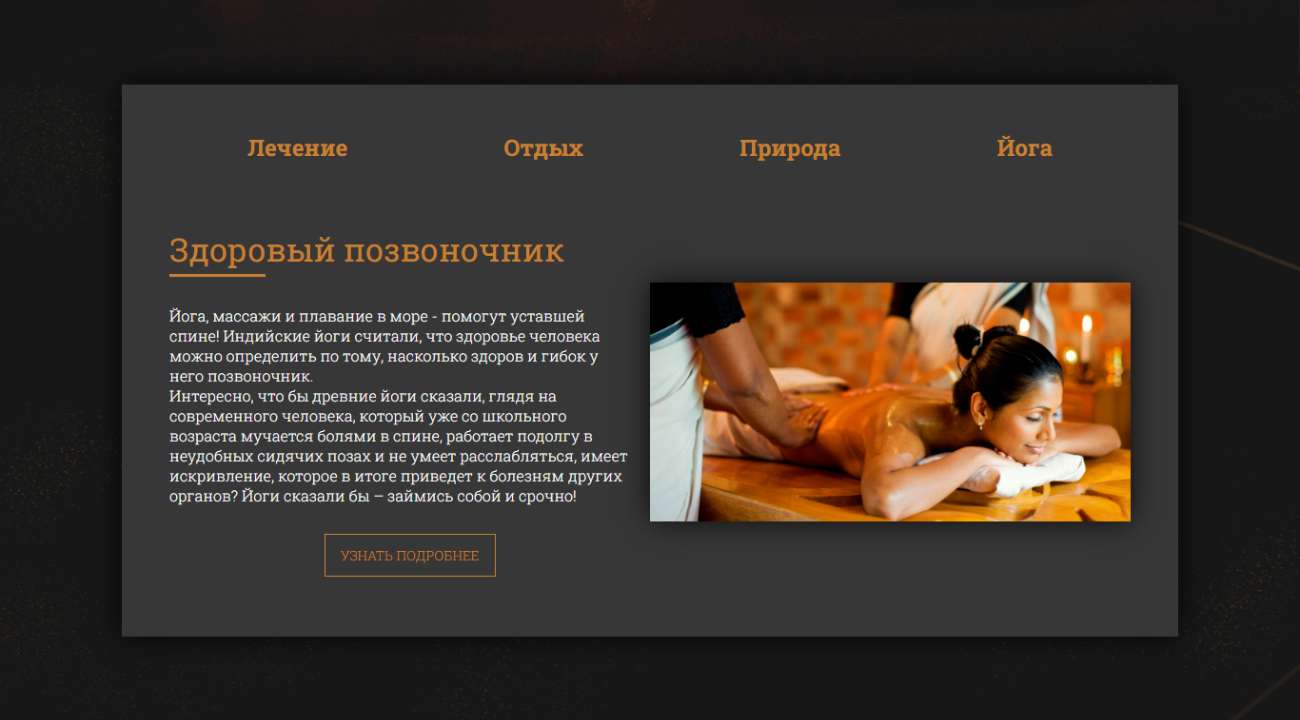 Лечение Отдых Природа Йога
Здоровый позвоночник
Йога, массажи и плавание в море - помогут уставшей
спине! Индийские йоги считали, что здоровье человека
можно определить по тому, насколько здоров и гибок у
него позвоночник.
Интересно, что бы древние йоги сказали, глядя на
современного человека, который уже со школьного
возраста мучается болями в спине, работает подолгу в
неудобных сидячих позах и не умеет расслабляться, имеет
искривление, которое в итоге приведет к болезням других
органов? Йоги сказали бы – займись собой и срочно!
УЗНАТЬ ПОДРОБНЕЕ